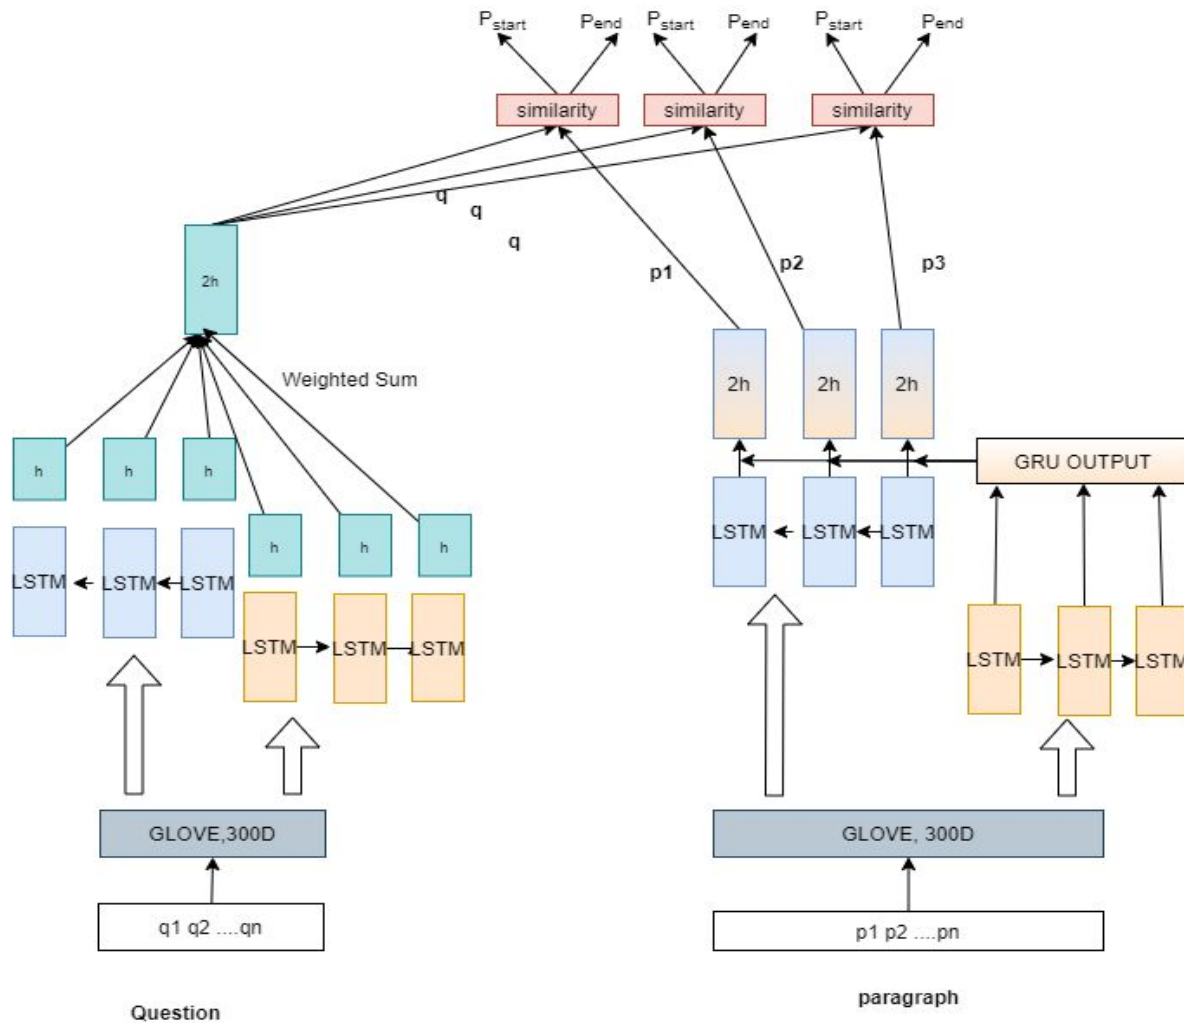 Pstart Pend Pstart Pend Pstart Pend
similarity similarity similarity
q
q
q
2h
p1 p2 p3
Weighted Sum
2h 2h 2h
h h h
GRU OUTPUT
LSTM LSTM LSTM
h h h
LSTM LSTM LSTM
LSTM LSTM LSTM
LSTM LSTM LSTM
GLOVE,300D
GLOVE, 300D
q1 q2 ....qn
p1 p2 ....pn
Question
paragraph